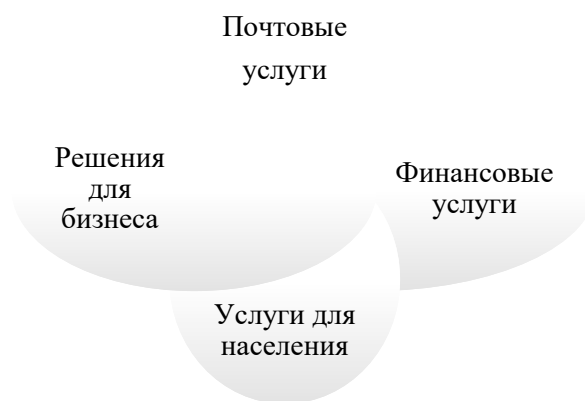 Почтовые
услуги
Решения
для
бизнеса
Финансовые
услуги
Услуги для
населения